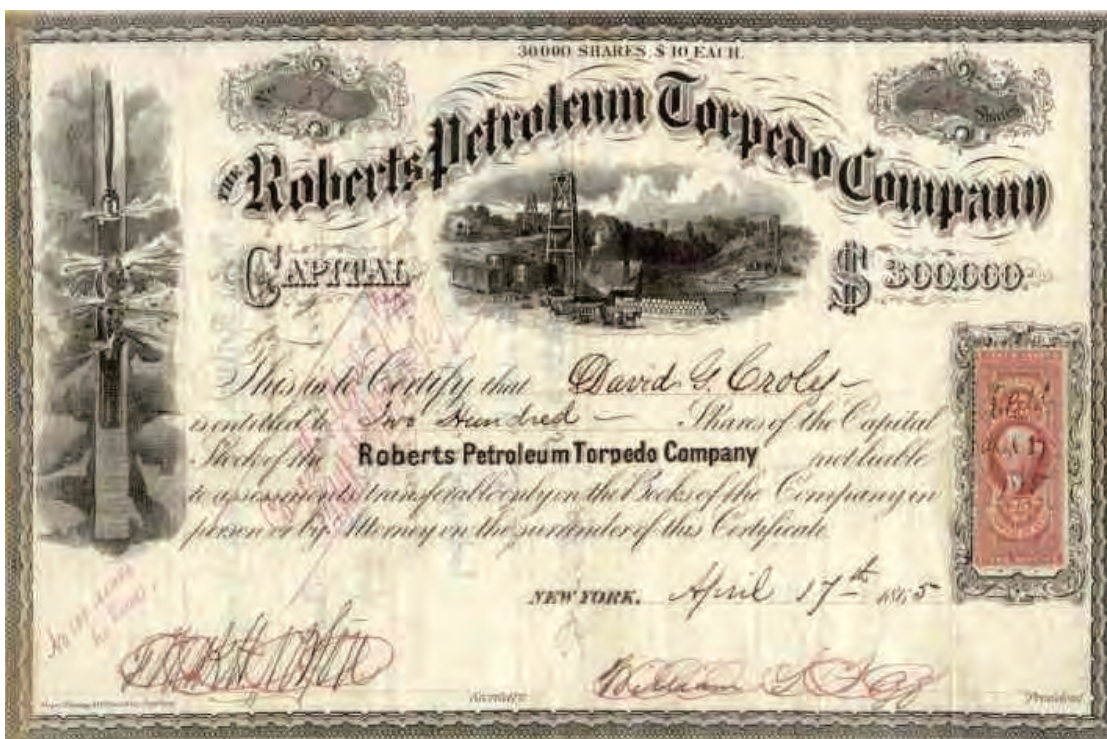 30000 SHARES, $10 EACH.
No
Shares
THE Roberts Petroleum Torpedo Company
CAPITAL $300,000.
This is to Certify that David G. Croly
is entitled to Two Hundred Shares of the Capital
Stock of the Roberts Petroleum Torpedo Company not liable
to assessments transferable only on the Books of the Company in
person or by Attorney on the surrender of this Certificate
NEW YORK, April 17th 1865
Secretary
President